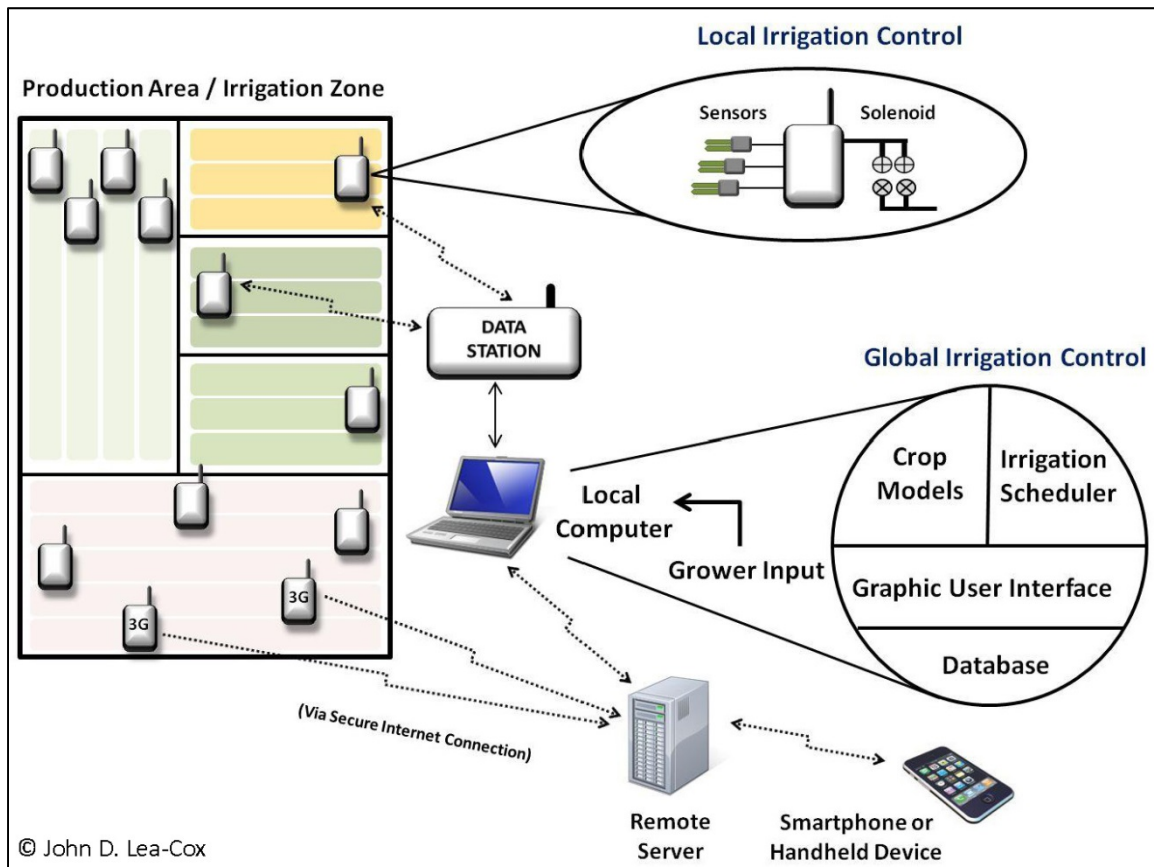 Local Irrigation Control
Production Area / Irrigation Zone
Sensors
Solenoid
DATA
STATION
Global Irrigation Control
Crop
Models
Irrigation
Scheduler
Local
Computer
Grower Input
Graphic User Interface
Database
3G
3G
(Via Secure Internet Connection)
Remote
Server
Smartphone or
Handheld Device
© John D. Lea-Cox